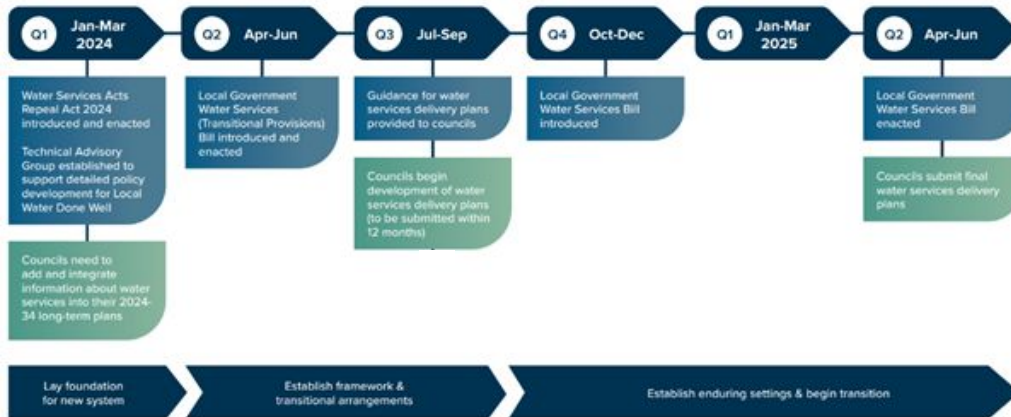 Q1
Jan-Mar
2024
Q2
Apr-Jun
Q3
Jul-Sep
Q4
Oct-Dec
Q1
Jan-Mar
2025
Q2
Apr-Jun
Water Services Acts
Repeal Act 2024
introduced and enacted
Technical Advisory
Group established to
support detailed policy
development for Local
Water Done Well
Councils need to
add and integrate
information about water
services into their 2024-
34 long-term plans
Local Government
Water Services
(Transitional Provisions)
Bill introduced and
enacted
Guidance for water
services delivery plans
provided to councils
Councils begin
development of water
services delivery plans
(to be submitted within
12 months)
Local Government
Water Services Bill
introduced
Local Government
Water Services Bill
enacted
Councils submit final
water services delivery
plans
Lay foundation
for new system
Establish framework &
transitional arrangements
Establish enduring settings & begin transition